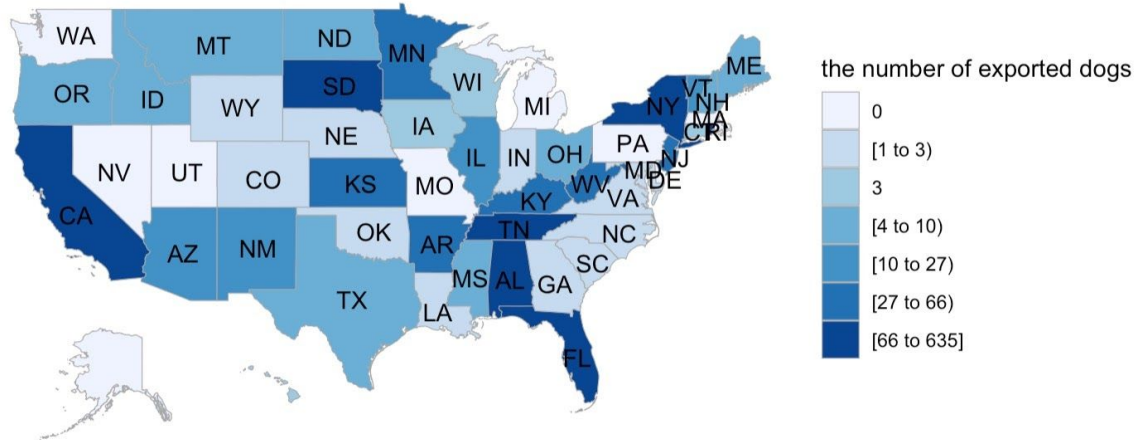 WA
MT
ND
MN
ME
OR
ID
SD
WI
VT
NH
WY
MI
NY
MA
IA
CT
RI
NE
PA
NV
UT
CO
IL
IN
OH
NJ
MD
DE
KS
MO
WV
VA
CA
KY
OK
TN
NC
AZ
NM
AR
SC
TX
MS
AL
GA
LA
FL
the number of exported dogs
0
[1 to 3)
3
[4 to 10)
[10 to 27)
[27 to 66)
[66 to 635]